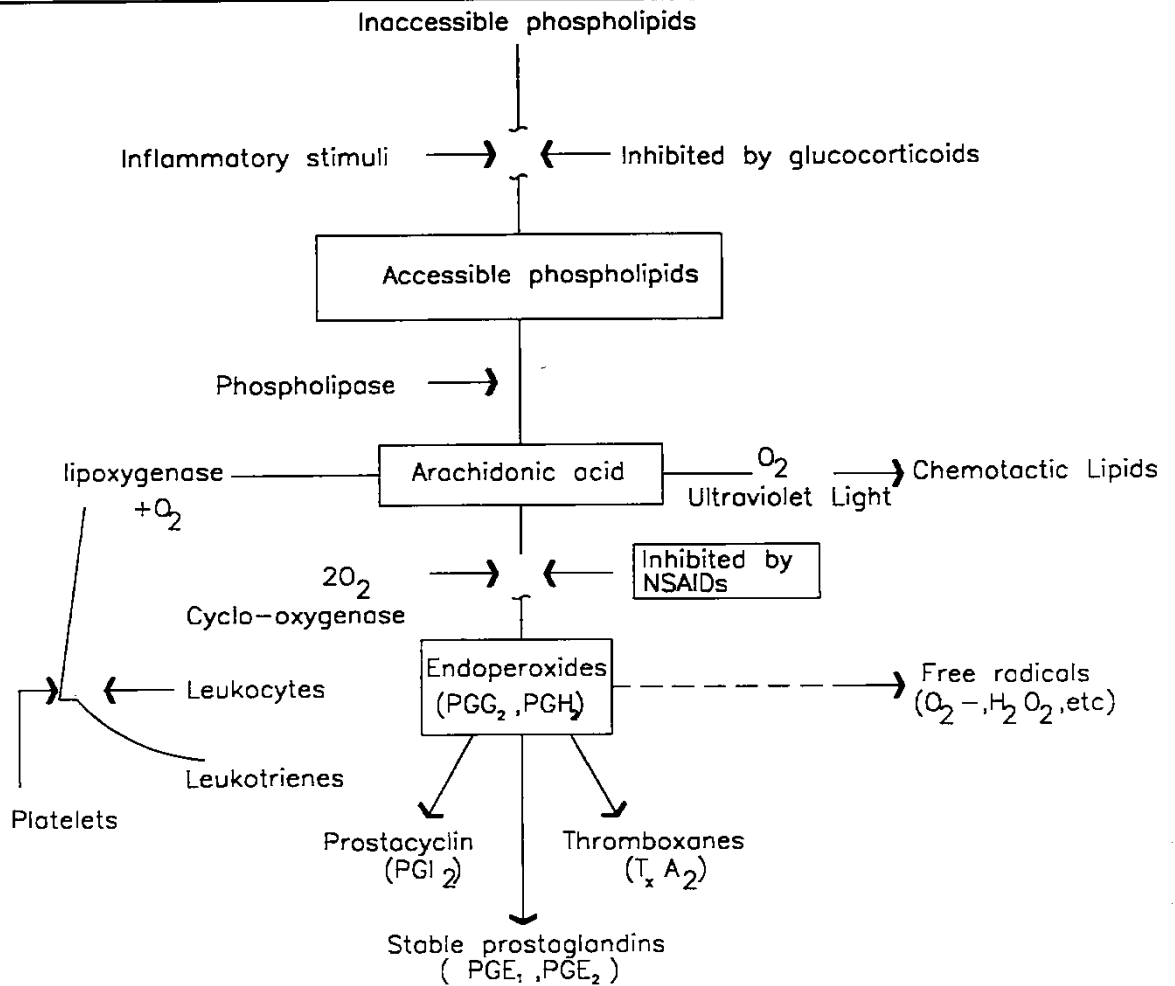 Inaccessible phospholipids
Inflammatory stimuli
Inhibited by glucocorticoids
Accessible phospholipids
Phospholipase
lipoxygenase
+O2
Arachidonic acid
O2
Ultraviolet Light
Chemotactic Lipids
2O2
Cyclo-oxygenase
Inhibited by
NSAIDs
Endoperoxides
(PGG2 ,PGH2)
Free radicals
(O2-,H2 O2 ,etc)
Leukocytes
Leukotrienes
Platelets
Prostacyclin
(PGI 2)
Thromboxanes
(Tx A2)
Stable prostaglandins
( PGE1 ,PGE2 )